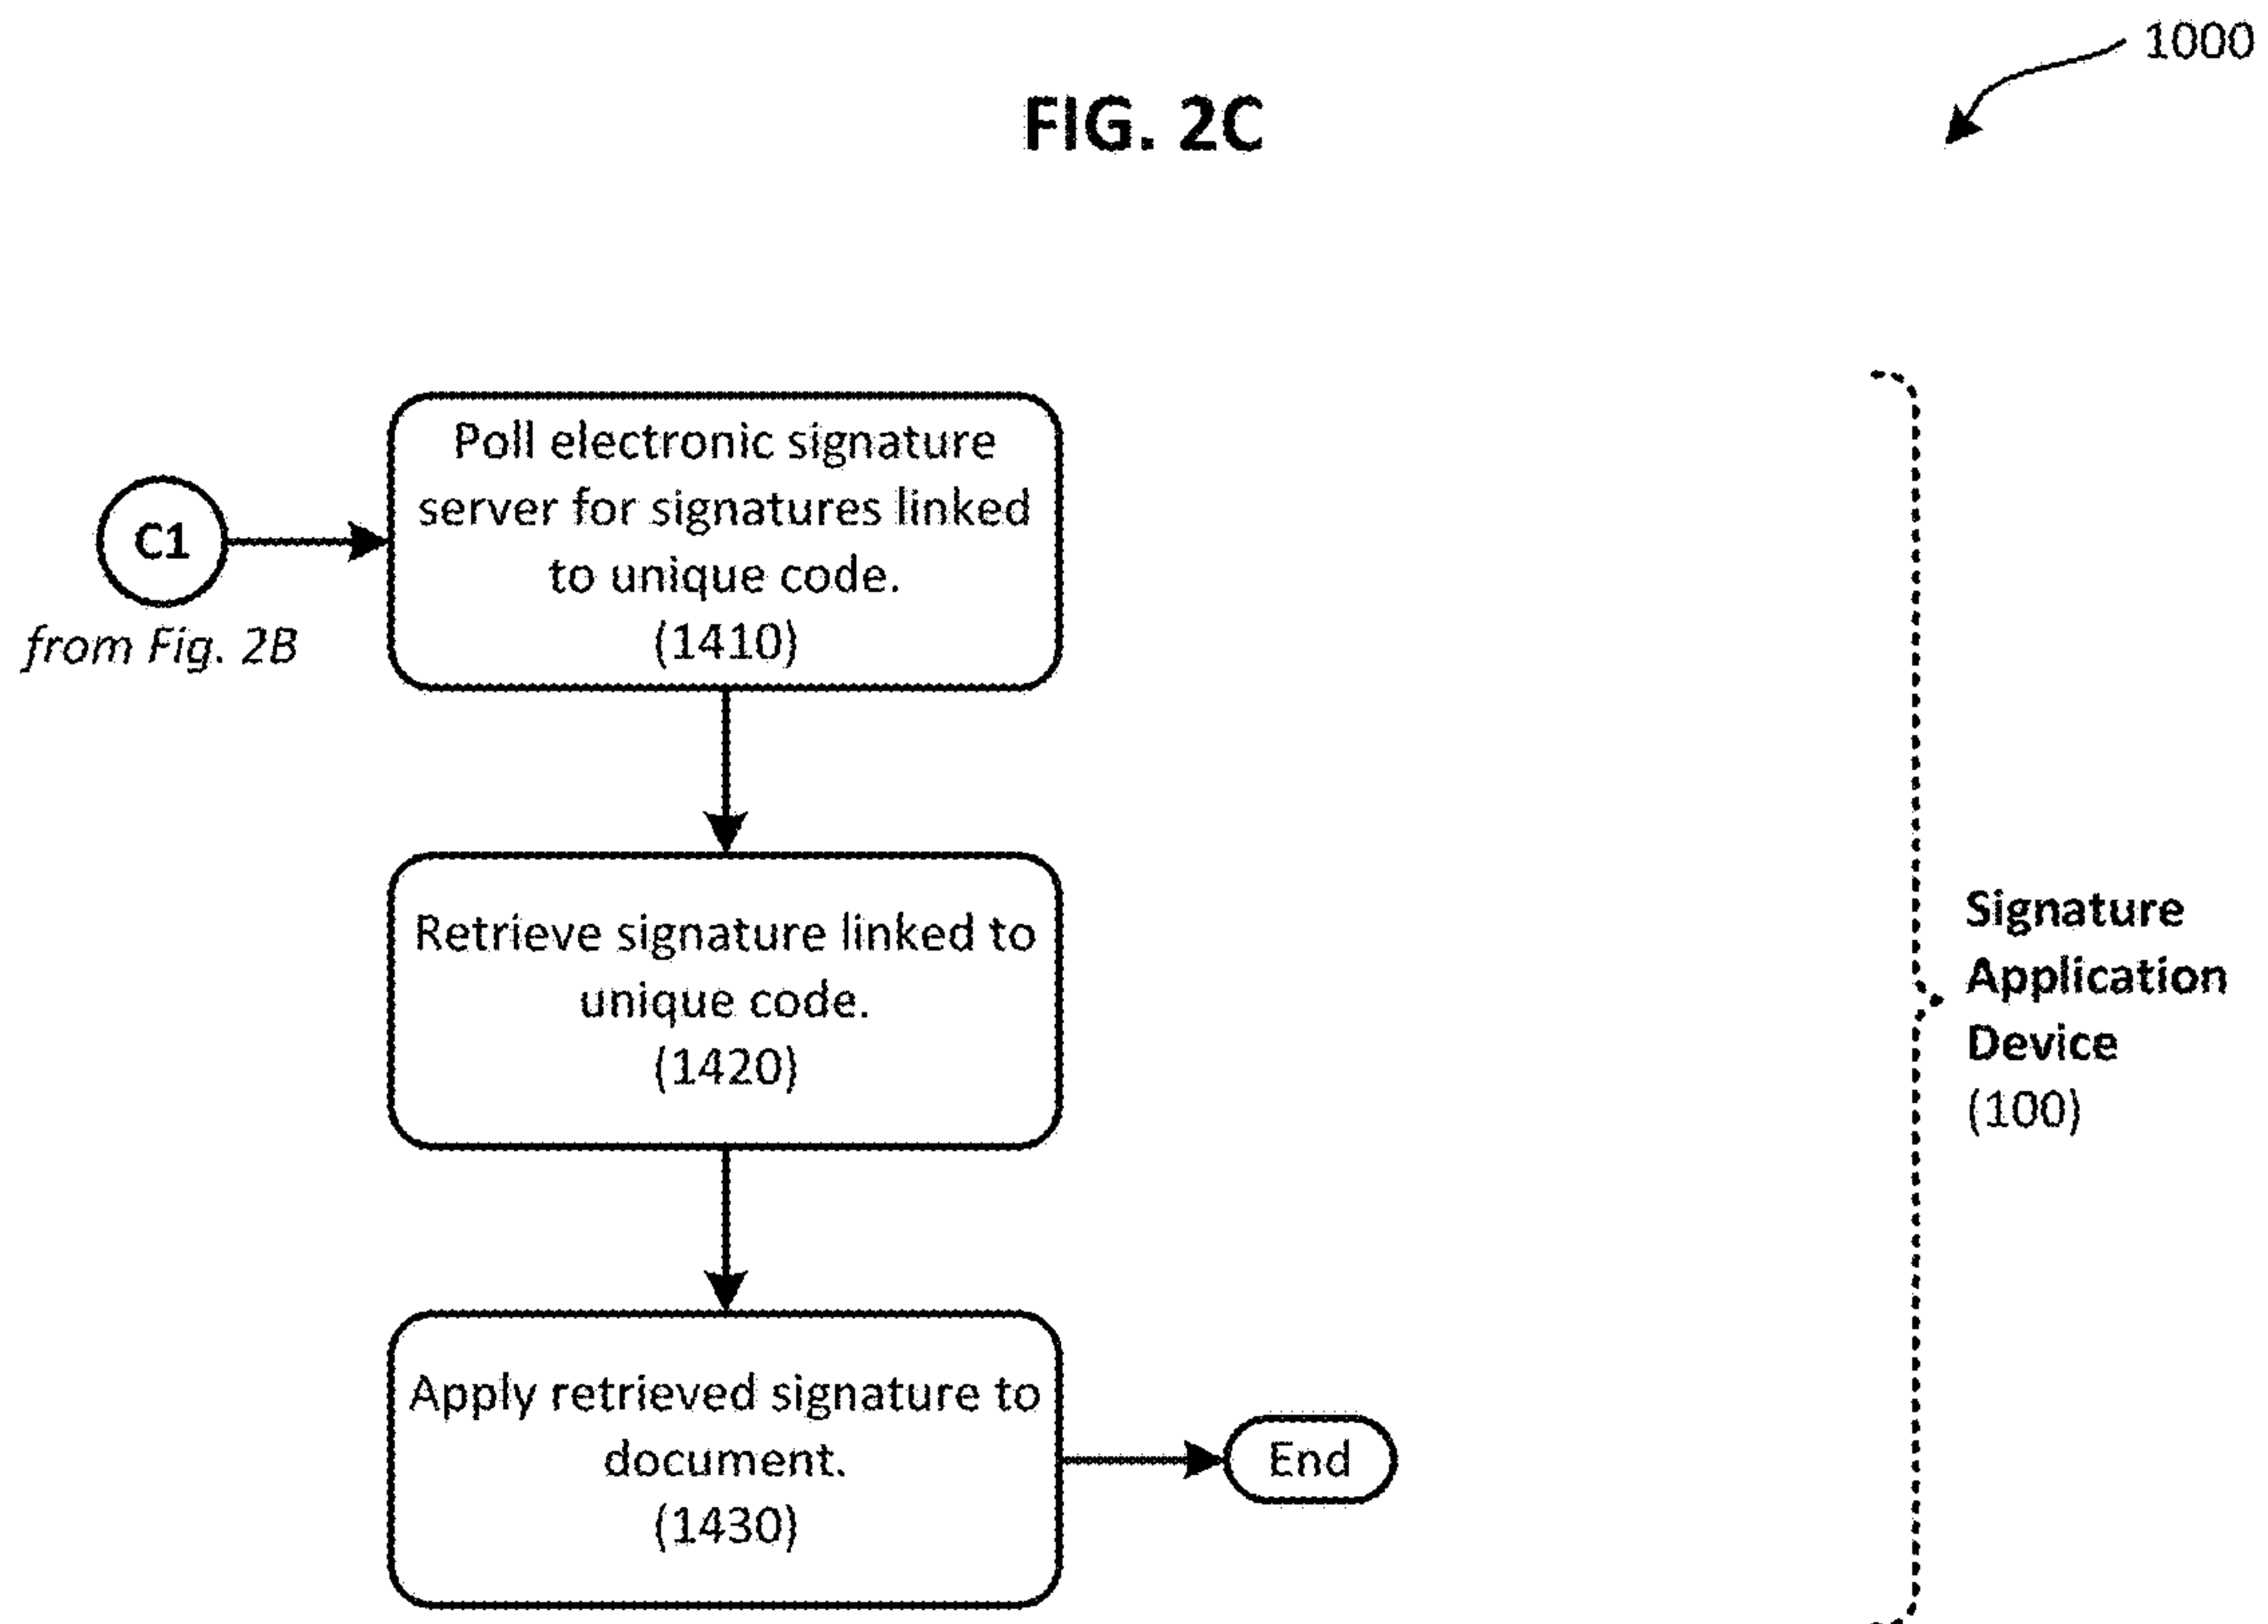 1000
FIG. 2C
Poll electronic signature
server for signatures linked
to unique code.
(1410)
C1
from Fig. 2B
Retrieve signature linked to
unique code.
(1420)
Signature
Application
Device
(100)
Apply retrieved signature to
document.
(1430)
End